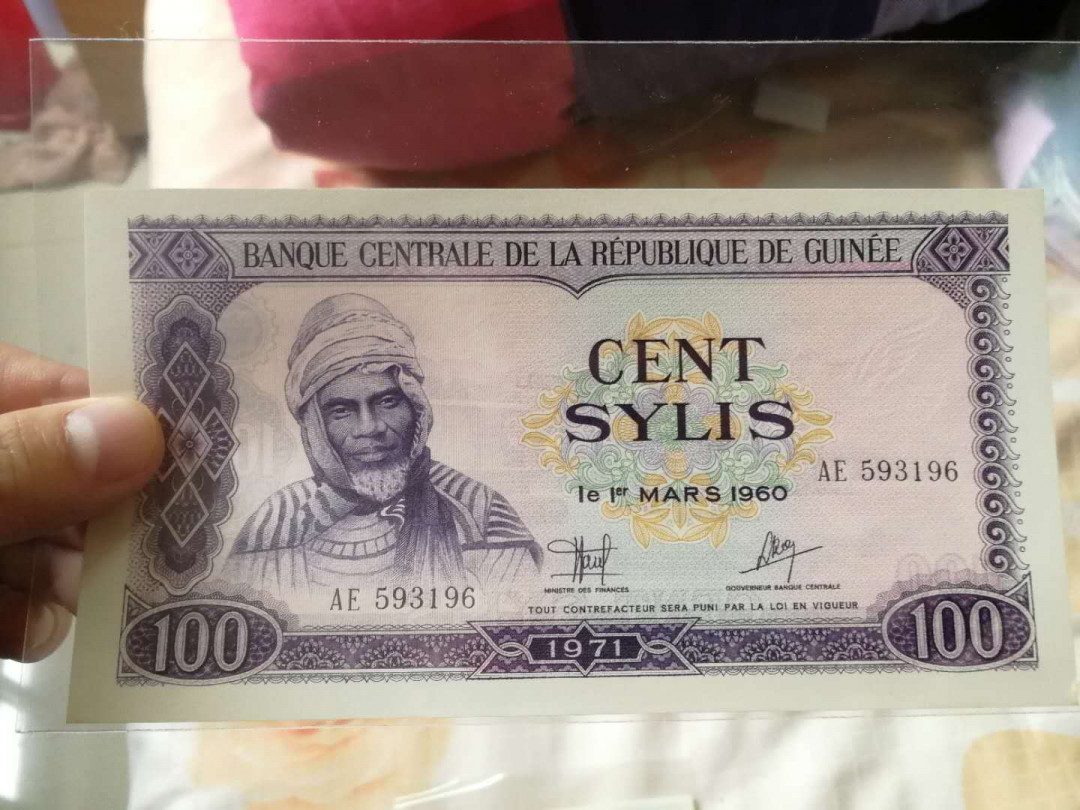 BANQUE CENTRALE DE LA RÉPUBLIQUE DE GUINÉE
CENT
SYLIS
AE 593196
le 1er MARS 1960
AE 593196
MINISTRE DES FINANCES
GOUVERNEUR BANQUE CENTRALE
TOUT CONTREFACTEUR SERA PUNI PAR LA LOI EN VIGUEUR
100
1971
100